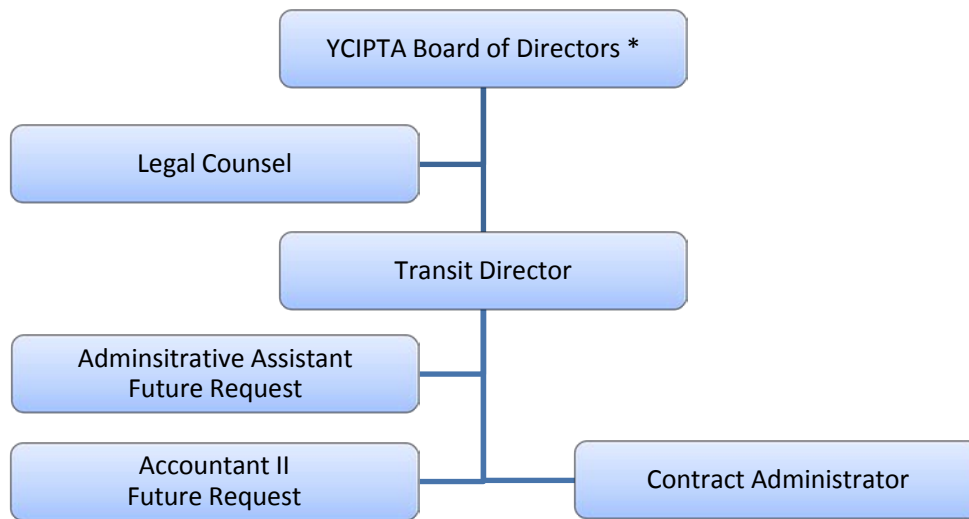 YCIPTA Board of Directors *
Legal Counsel
Transit Director
Adminsitrative Assistant
Future Request
Accountant II
Future Request
Contract Administrator